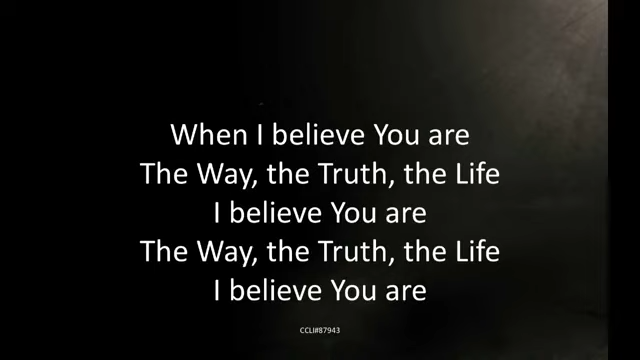 When I believe You are
The Way, the Truth, the Life
I believe You are
The Way, the Truth, the Life
I believe You are
CCLI#87943